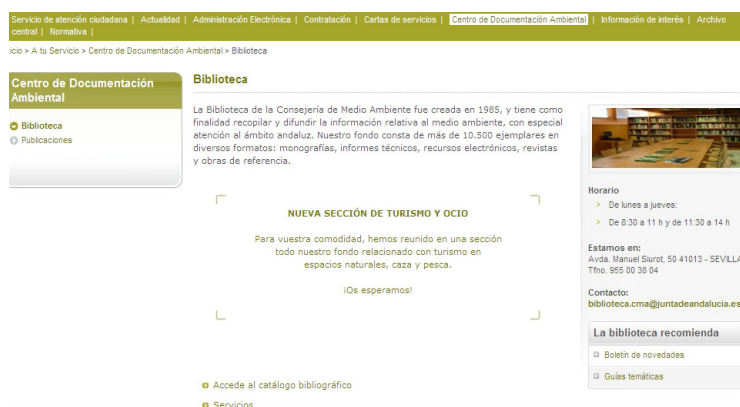 Servicio de atención ciudadana | Actualidad | Administración Electrónica | Contratación | Cartas de servicios | Centro de Documentación Ambiental | Información de interés | Archivo
central | Normativa |
icio > A tu Servicio > Centro de Documentación Ambiental > Biblioteca
Centro de Documentación
Ambiental
Biblioteca
Publicaciones
Biblioteca
La Biblioteca de la Consejería de Medio Ambiente fue creada en 1985, y tiene como
finalidad recopilar y difundir la información relativa al medio ambiente, con especial
atención al ámbito andaluz. Nuestro fondo consta de más de 10.500 ejemplares en
diversos formatos: monografías, informes técnicos, recursos electrónicos, revistas
y obras de referencia.
NUEVA SECCIÓN DE TURISMO Y OCIO
Para vuestra comodidad, hemos reunido en una sección
todo nuestro fondo relacionado con turismo en
espacios naturales, caza y pesca.
¡Os esperamos!
Accede al catálogo bibliográfico
Servicios
Horario
De lunes a jueves:
De 8:30 a 11 h y de 11:30 a 14 h
Estamos en:
Avda. Manuel Siurot, 50 41013 - SEVILLA
Tfno. 955 00 38 04
Contacto:
biblioteca.cma@juntadeandalucia.es
La biblioteca recomienda
Boletín de novedades
Guías temáticas